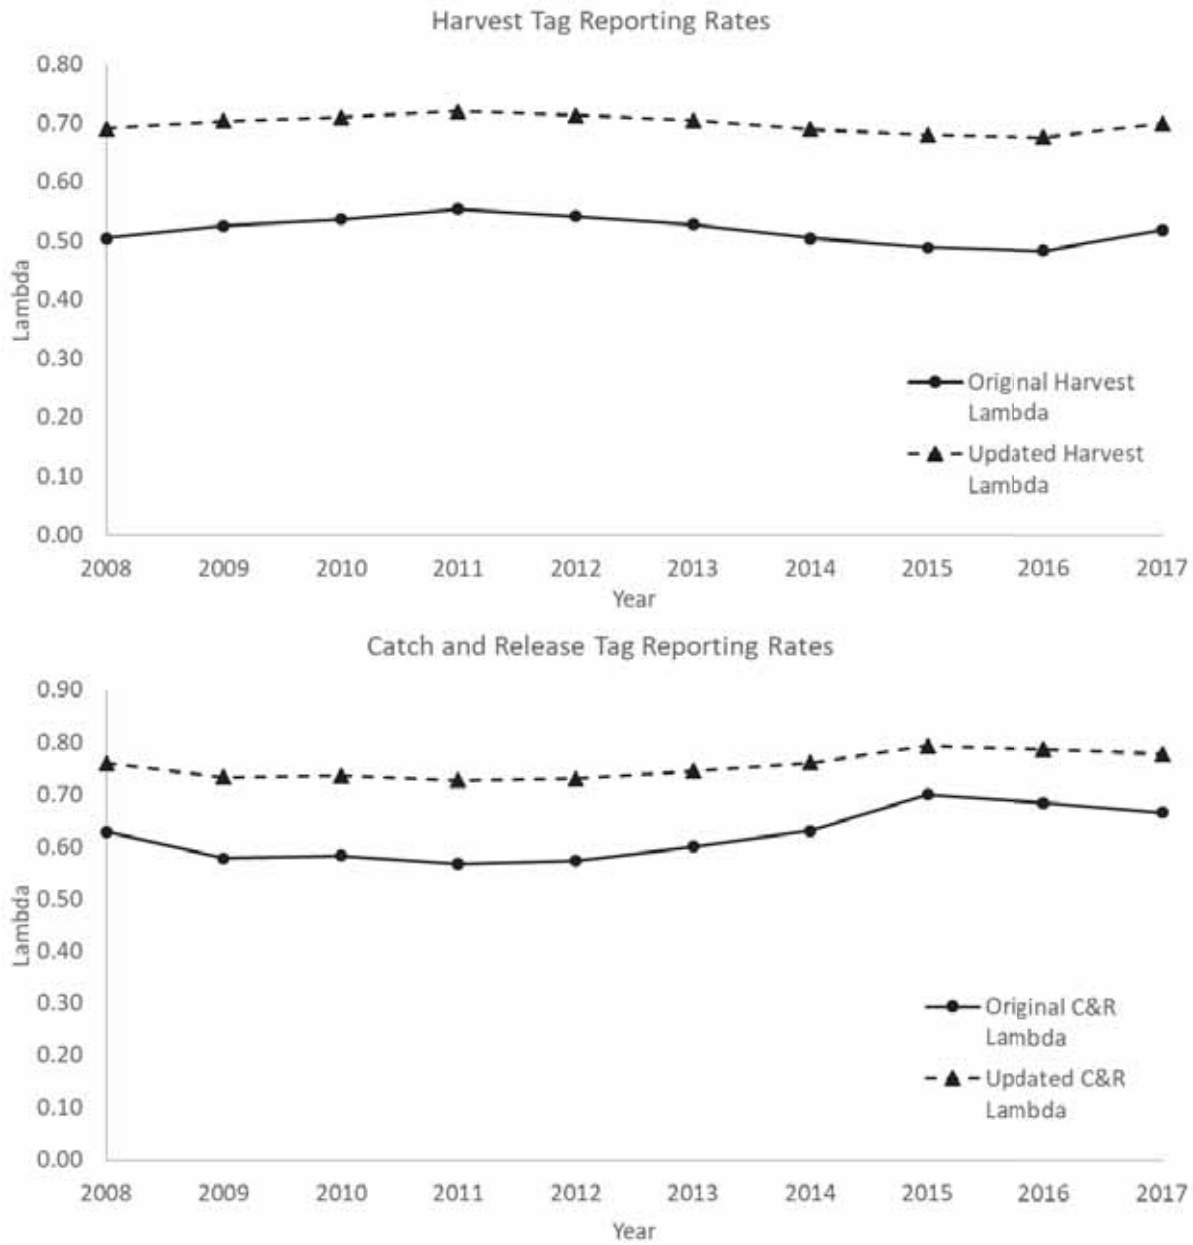 Harvest Tag Reporting Rates
0.80
0.70
0.60
0.50
0.40
0.30
0.20
0.10
0.00
Lambda
Original Harvest
Lambda
Updated Harvest
Lambda
2008 2009 2010 2011 2012 2013 2014 2015 2016 2017
Year
Catch and Release Tag Reporting Rates
0.90
0.80
0.70
0.60
0.50
0.40
0.30
0.20
0.10
0.00
Lambda
Original C&R
Lambda
Updated C&R
Lambda
2008 2009 2010 2011 2012 2013 2014 2015 2016 2017
Year